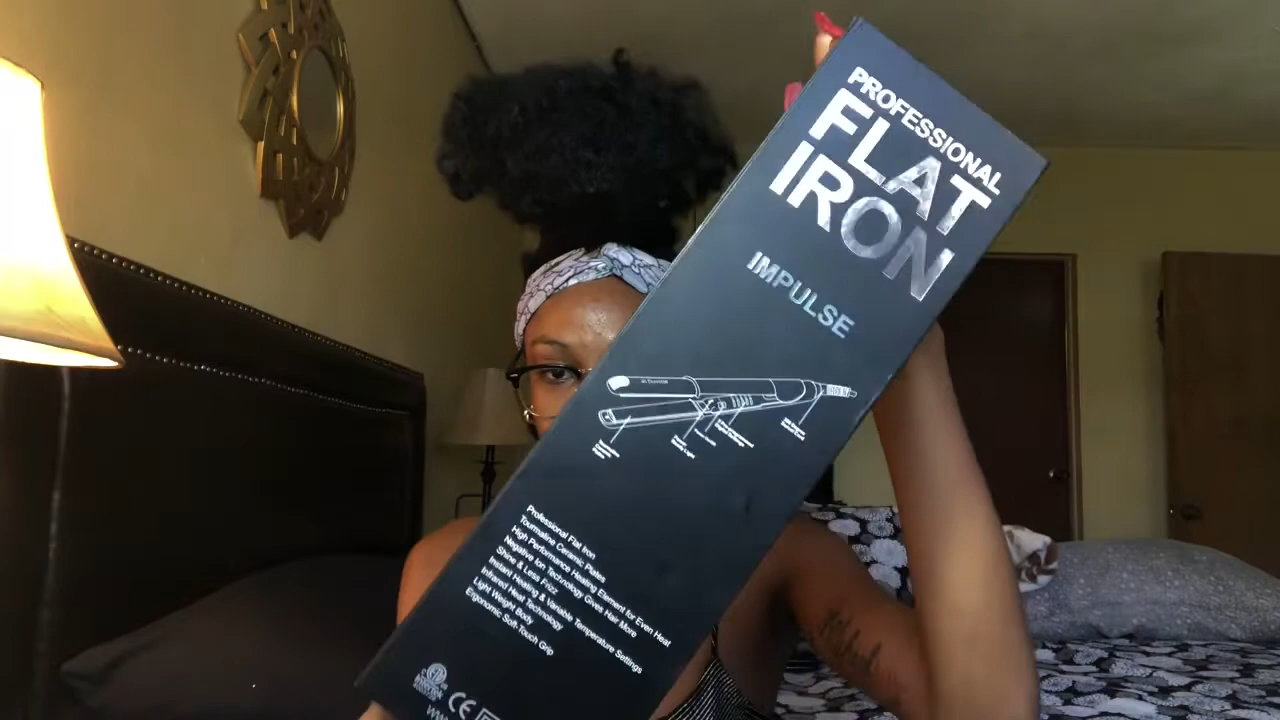 PROFESSIONAL
FLAT
IRON
IMPULSE
Professional Flat Iron
Tourmaline Ceramic Plates
High Performance Heating Element for Even Heat
Negative Ion Technology Gives Hair More
Shine & Less Frizz
Instant Heating & Variable Temperature Settings
Infrared Heat Technology
Light Weight Body
Ergonomic Soft Touch Grip
CE